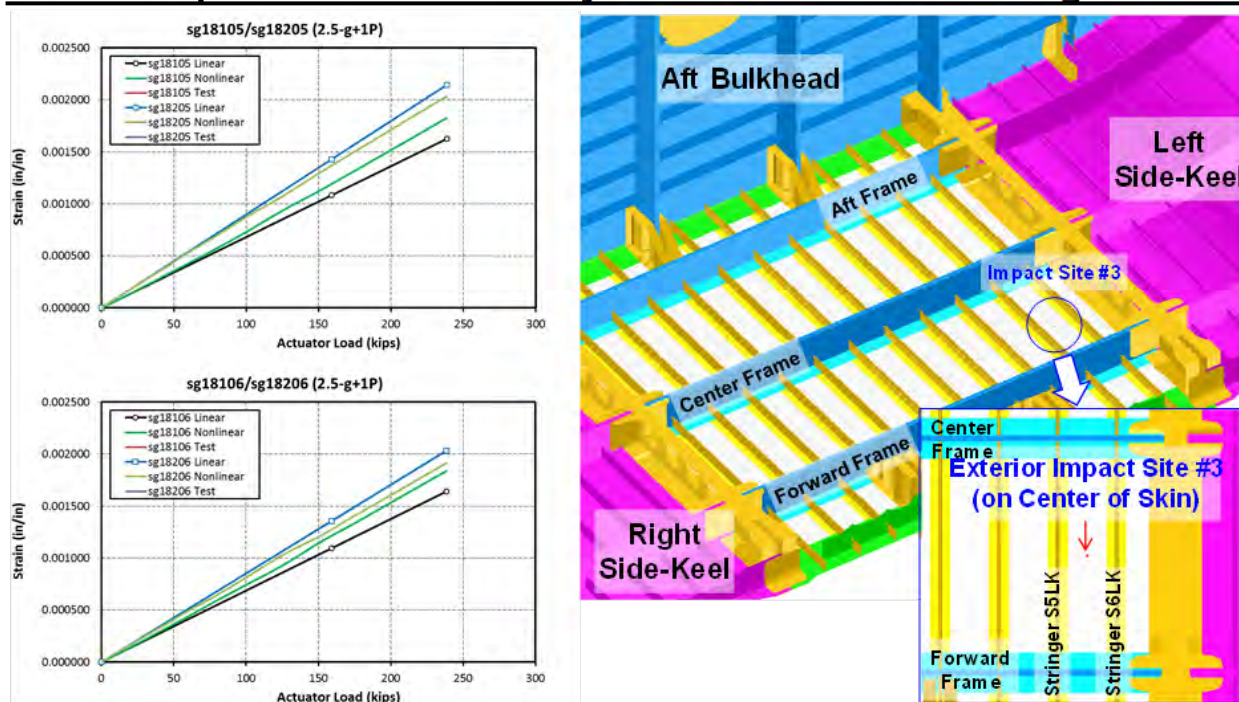 sg18105/sg18205 (2.5-g+1P)
0.002500
0.002000
0.001500
0.001000
0.000500
0.000000
Strain (in/in)
sg18105 Linear
sg18105 Nonlinear
sg18105 Test
sg18205 Linear
sg18205 Nonlinear
sg18205 Test
0 50 100 150 200 250 300
Actuator Load (kips)
sg18106/sg18206 (2.5-g+1P)
0.002500
0.002000
0.001500
0.001000
0.000500
0.000000
Strain (in/in)
sg18106 Linear
sg18106 Nonlinear
sg18106 Test
sg18206 Linear
sg18206 Nonlinear
sg18206 Test
0 50 100 150 200 250 300
Actuator Load (kips)
Aft Bulkhead
Left
Side-Keel
Aft Frame
Impact Site #3
Center Frame
Forward Frame
Right
Side-Keel
Center
Frame
Exterior Impact Site #3
(on Center of Skin)
Stringer S5LK
Stringer S6LK
Forward
Frame